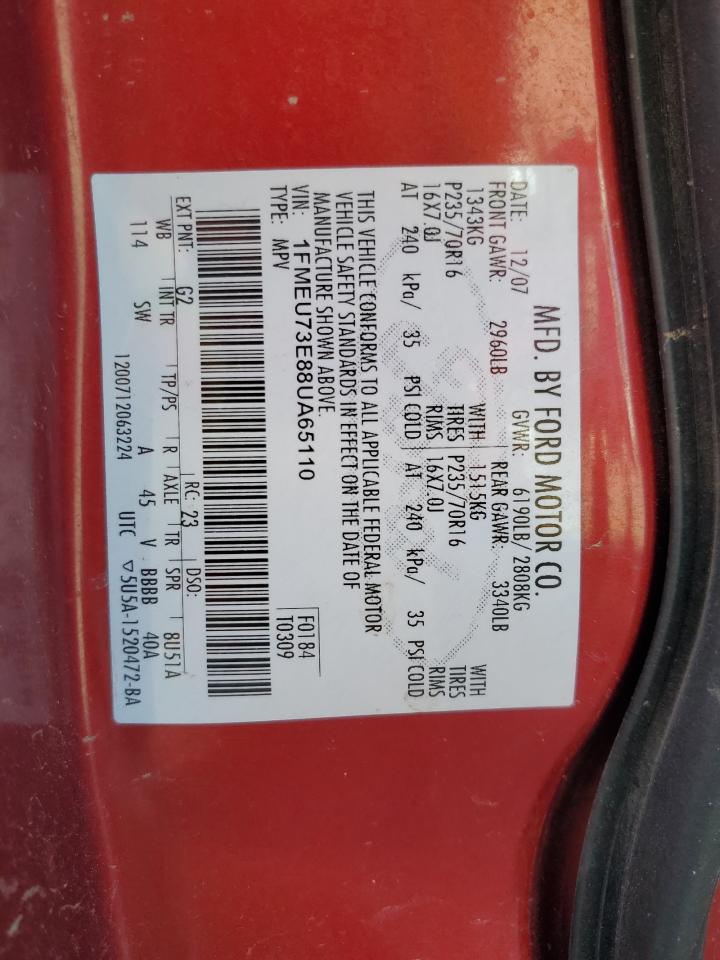 MFD. BY FORD MOTOR CO.
DATE: 12/07 GVWR: 6190LB/ 2808KG
FRONT GAWR: 2960LB REAR GAWR: 3340LB
1343KG WITH 1515KG WITH
P235/70R16 TIRES P235/70R16 TIRES
16X7.0J RIMS 16X7.0J RIMS
AT 240 kPa/ 35 PSI COLD AT 240 kPa/ 35 PSI COLD
THIS VEHICLE CONFORMS TO ALL APPLICABLE FEDERAL MOTOR
VEHICLE SAFETY STANDARDS IN EFFECT ON THE DATE OF
MANUFACTURE SHOWN ABOVE.
VIN: 1FMEU73E88UA65110 F0184
TYPE: MPV T0309
EXT PNT: G2 RC: 23 DSO:
WB INT TR TP/PS R AXLE TR SPR 8U51A
114 SW A 45 V BBBB 40A
1200712063224 UTC ▽5U5A-1520472-BA